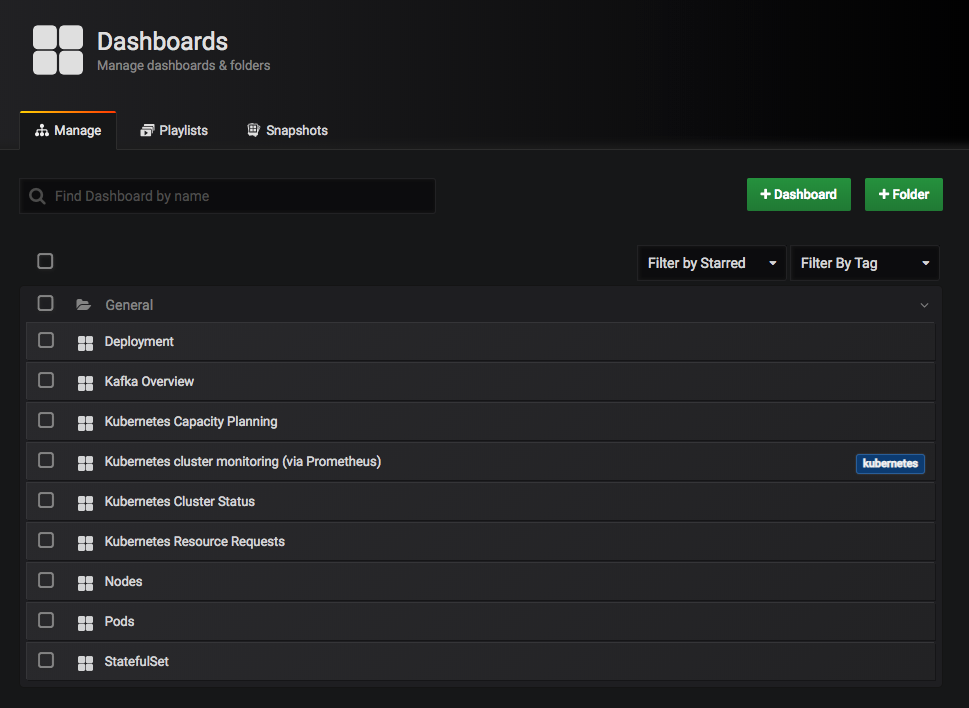 Dashboards
Manage dashboards & folders
Manage Playlists Snapshots
Find Dashboard by name
+ Dashboard + Folder
Filter by Starred Filter By Tag
General
Deployment
Kafka Overview
Kubernetes Capacity Planning
Kubernetes cluster monitoring (via Prometheus) kubernetes
Kubernetes Cluster Status
Kubernetes Resource Requests
Nodes
Pods
StatefulSet